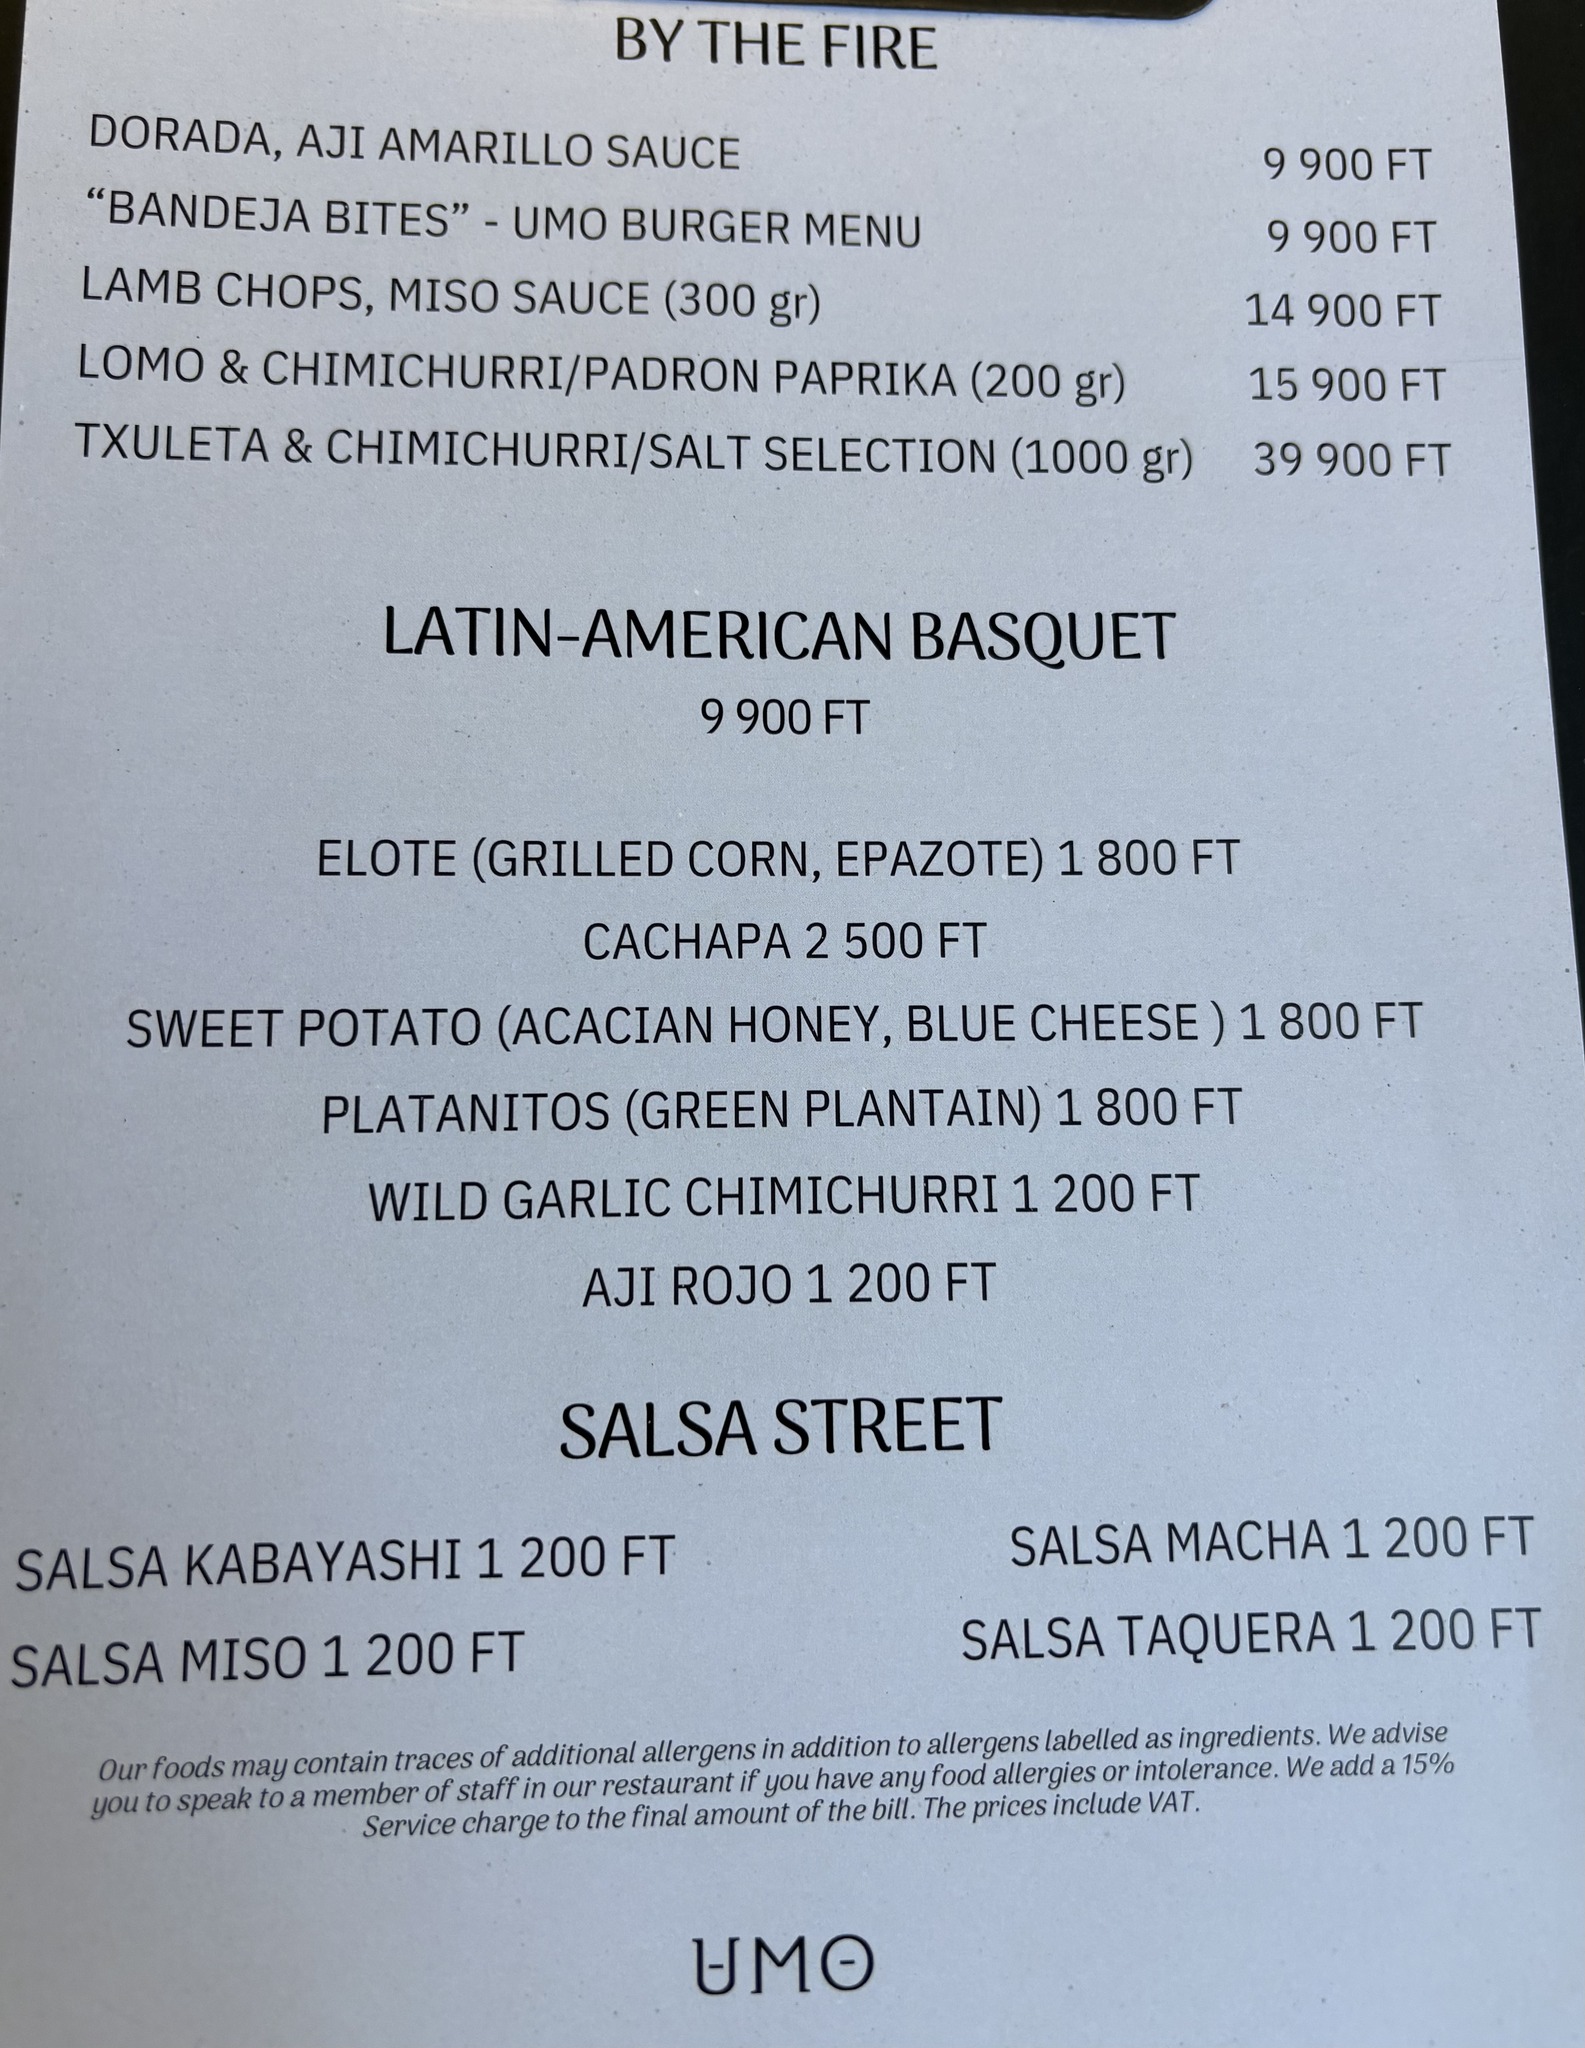 BY THE FIRE
DORADA, AJI AMARILLO SAUCE 9 900 FT
“BANDEJA BITES” - UMO BURGER MENU 9 900 FT
LAMB CHOPS, MISO SAUCE (300 gr) 14 900 FT
LOMO & CHIMICHURRI/PADRON PAPRIKA (200 gr) 15 900 FT
TXULETA & CHIMICHURRI/SALT SELECTION (1000 gr) 39 900 FT
LATIN-AMERICAN BASQUET
9 900 FT
ELOTE (GRILLED CORN, EPAZOTE) 1 800 FT
CACHAPA 2 500 FT
SWEET POTATO (ACACIAN HONEY, BLUE CHEESE ) 1 800 FT
PLATANITOS (GREEN PLANTAIN) 1 800 FT
WILD GARLIC CHIMICHURRI 1 200 FT
AJI ROJO 1 200 FT
SALSA STREET
SALSA KABAYASHI 1 200 FT SALSA MACHA 1 200 FT
SALSA MISO 1 200 FT SALSA TAQUERA 1 200 FT
Our foods may contain traces of additional allergens in addition to allergens labelled as ingredients. We advise
you to speak to a member of staff in our restaurant if you have any food allergies or intolerance. We add a 15%
Service charge to the final amount of the bill. The prices include VAT.
UMO